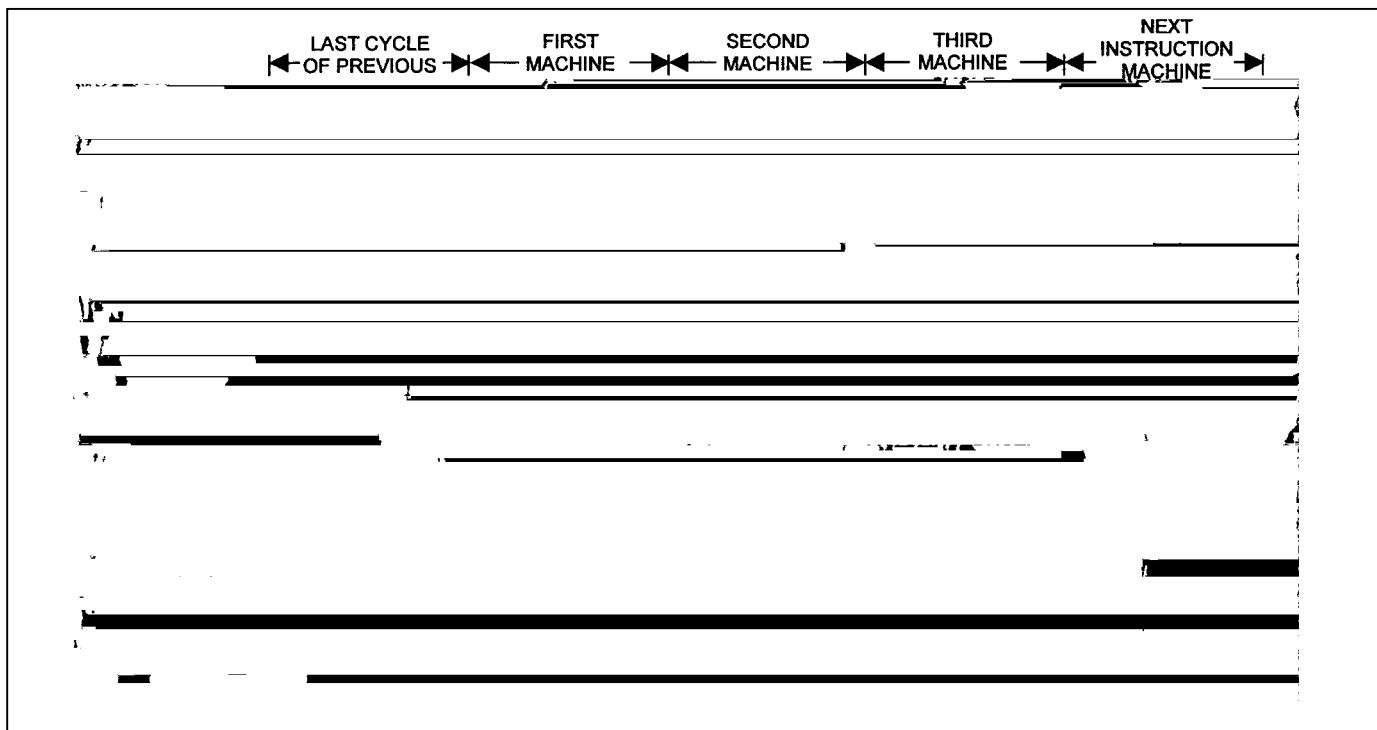 LAST CYCLE
OF PREVIOUS
FIRST
MACHINE
SECOND
MACHINE
THIRD
MACHINE
NEXT
INSTRUCTION
MACHINE